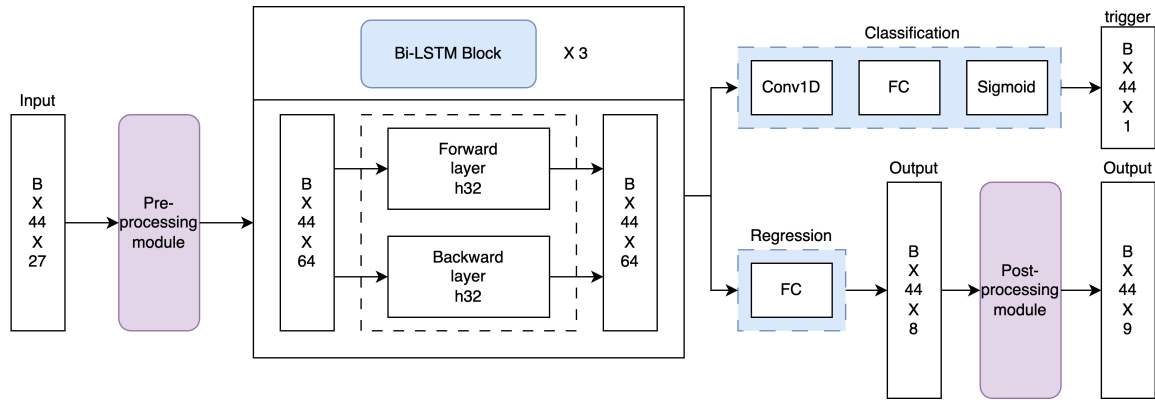 Input
B
X
44
X
27
Pre-
processing
module
Bi-LSTM Block
X 3
B
X
44
X
64
Forward
layer
h32
Backward
layer
h32
B
X
44
X
64
Classification
Conv1D
FC
Sigmoid
trigger
B
X
44
X
1
Regression
FC
Output
B
X
44
X
8
Post-
processing
module
Output
B
X
44
X
9